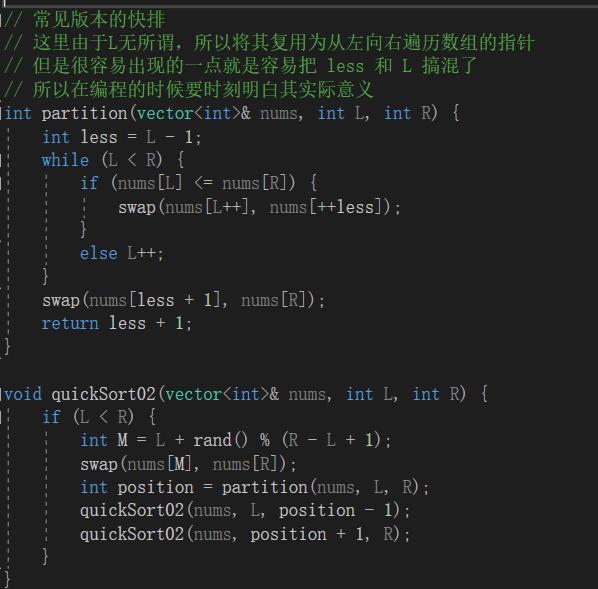 // 常见版本的快排
// 这里由于L无所谓，所以将其复用为从左向右遍历数组的指针
// 但是很容易出现的一点就是容易把 less 和 L 搞混了
// 所以在编程的时候要时刻明白其实际意义
int partition(vector<int>& nums, int L, int R) {
    int less = L - 1;
    while (L < R) {
        if (nums[L] <= nums[R]) {
            swap(nums[L++], nums[++less]);
        }
        else L++;
    }
    swap(nums[less + 1], nums[R]);
    return less + 1;
}
void quickSort02(vector<int>& nums, int L, int R) {
    if (L < R) {
        int M = L + rand() % (R - L + 1);
        swap(nums[M], nums[R]);
        int position = partition(nums, L, R);
        quickSort02(nums, L, position - 1);
        quickSort02(nums, position + 1, R);
    }
}